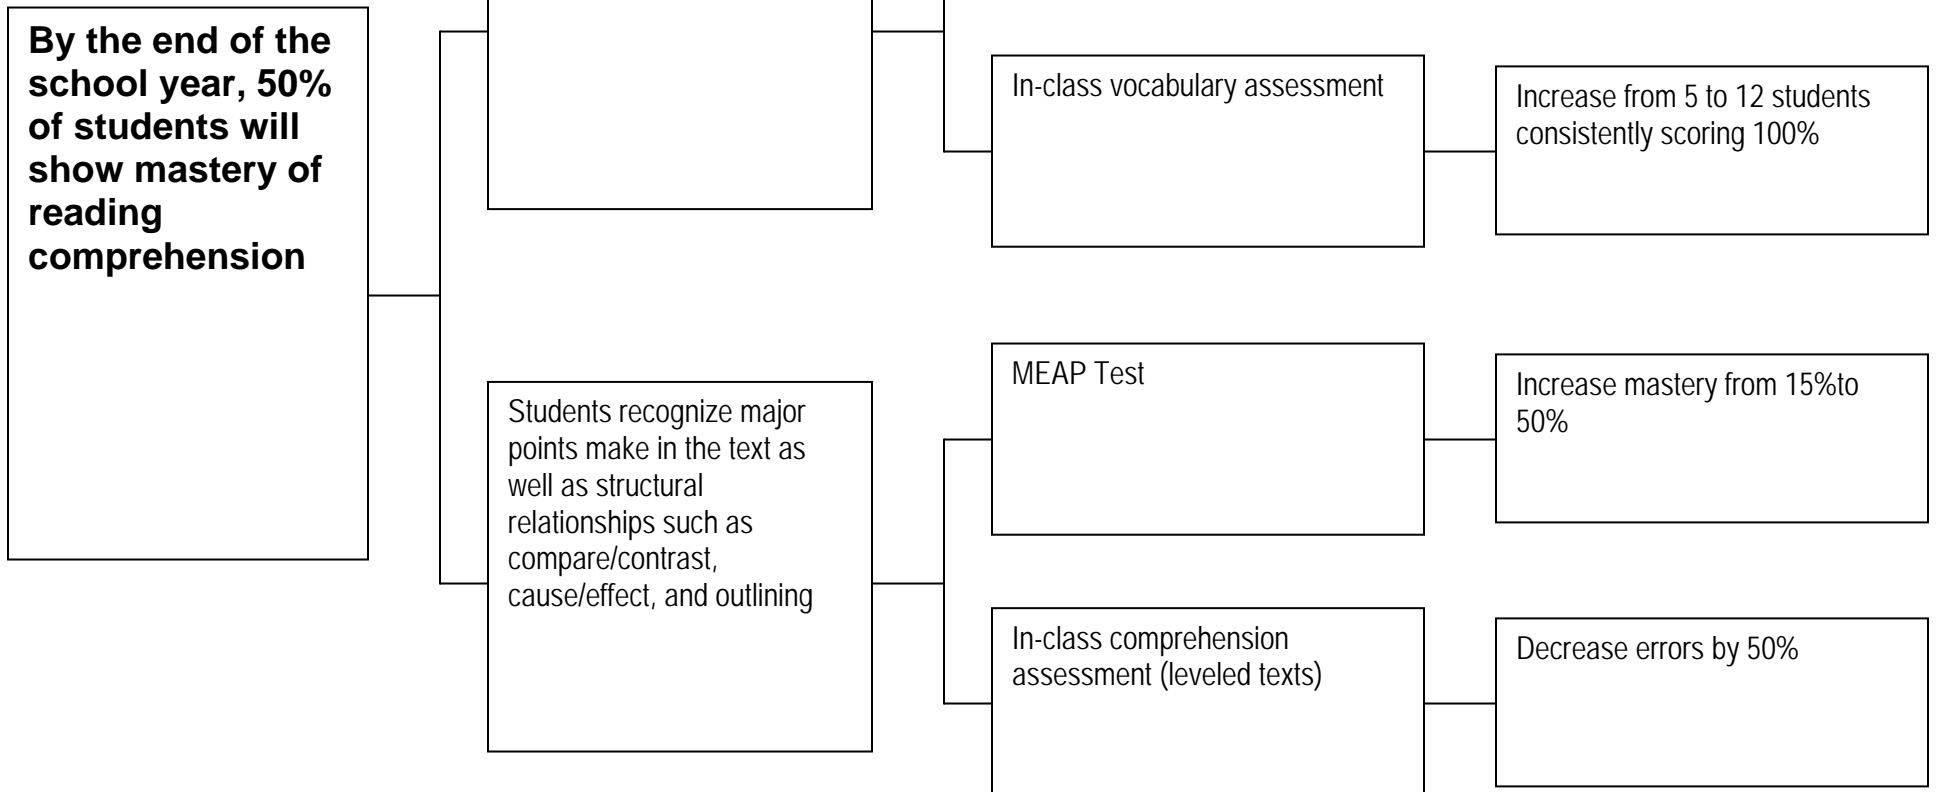 By the end of the
school year, 50%
of students will
show mastery of
reading
comprehension
In-class vocabulary assessment
Increase from 5 to 12 students
consistently scoring 100%
Students recognize major
points make in the text as
well as structural
relationships such as
compare/contrast,
cause/effect, and outlining
MEAP Test
Increase mastery from 15%to
50%
In-class comprehension
assessment (leveled texts)
Decrease errors by 50%